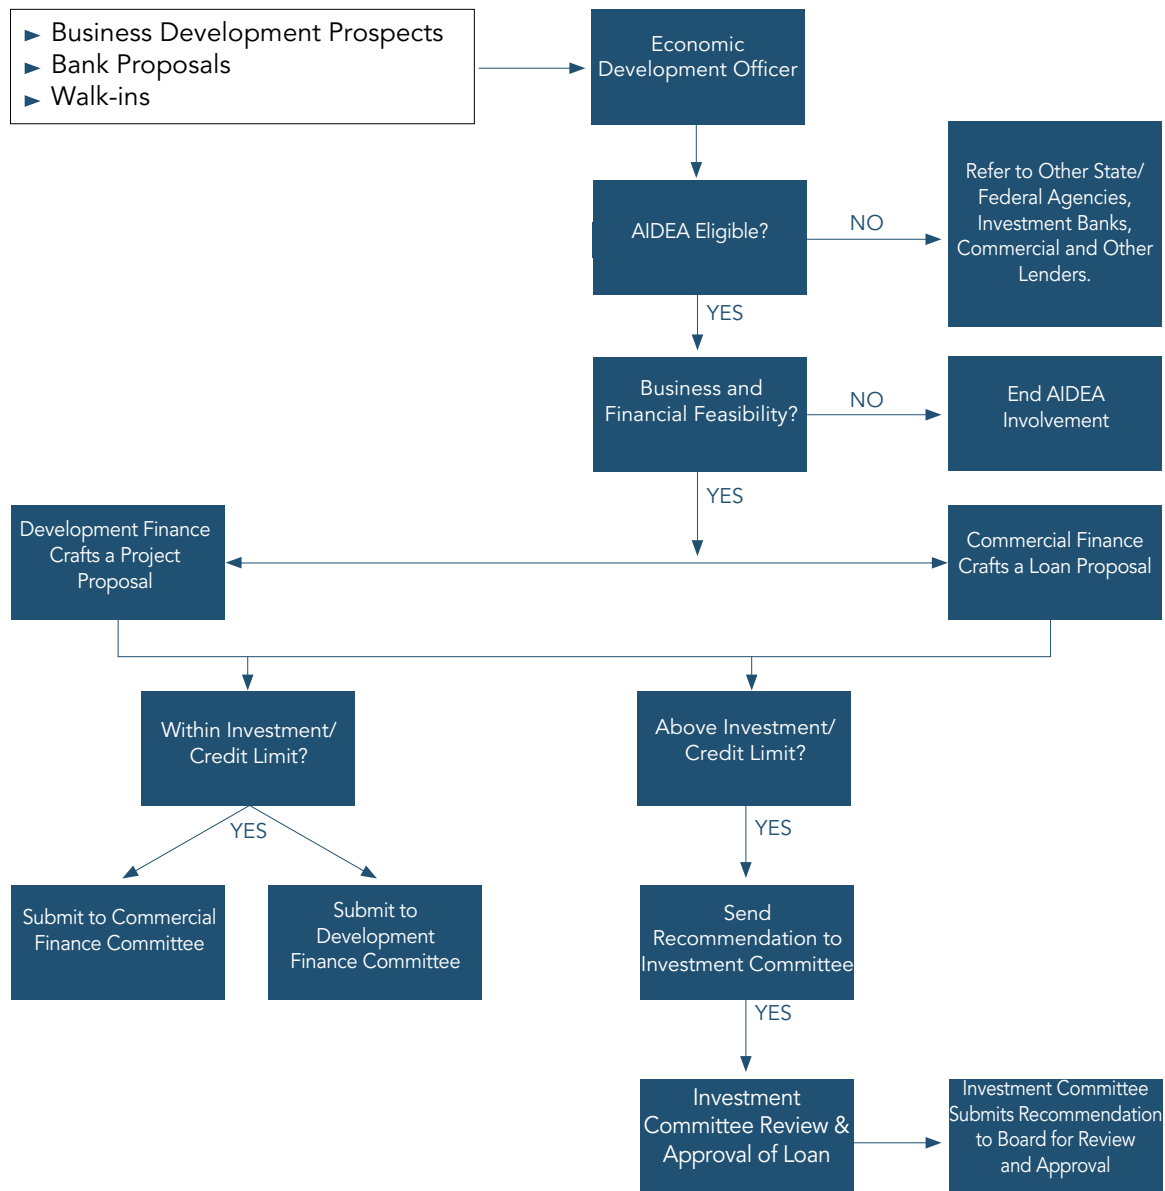 ► Business Development Prospects
► Bank Proposals
► Walk-ins
Economic
Development Officer
AIDEA Eligible?
NO
Refer to Other State/
Federal Agencies,
Investment Banks,
Commercial and Other
Lenders.
YES
Business and
Financial Feasibility?
NO
End AIDEA
Involvement
YES
Development Finance
Crafts a Project
Proposal
Commercial Finance
Crafts a Loan Proposal
Within Investment/
Credit Limit?
Above Investment/
Credit Limit?
YES
YES
Submit to Commercial
Finance Committee
Submit to
Development
Finance Committee
Send
Recommendation to
Investment Committee
YES
Investment
Committee Review &
Approval of Loan
Investment Committee
Submits Recommendation
to Board for Review
and Approval